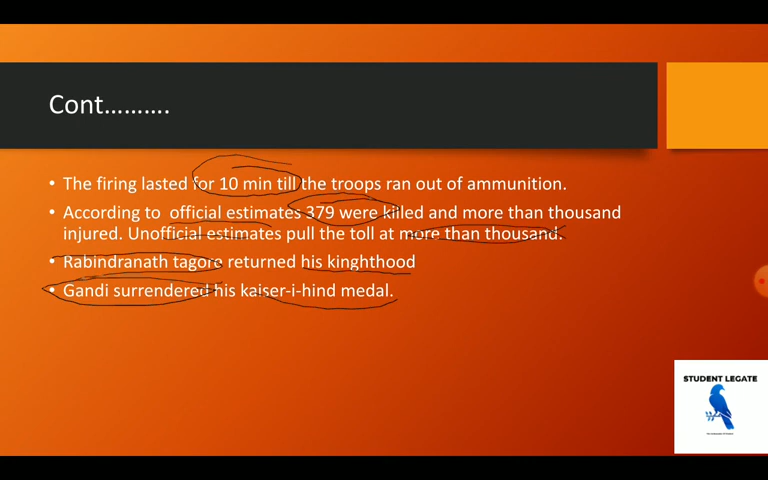 Cont……….
• The firing lasted for 10 min till the troops ran out of ammunition.
• According to official estimates 379 were killed and more than thousand
injured. Unofficial estimates pull the toll at more than thousand.
• Rabindranath tagore returned his kinghthood
• Gandi surrendered his kaiser-i-hind medal.
STUDENT LEGATE